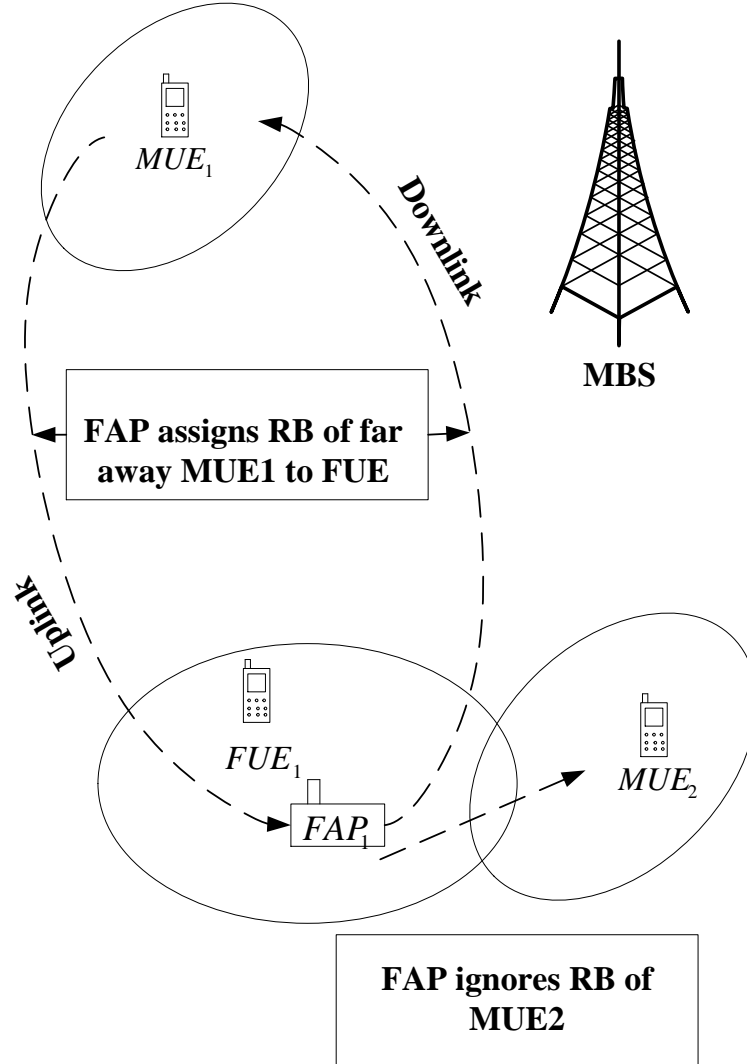 MUE1
Downlink
MBS
FAP assigns RB of far
away MUE1 to FUE
Uplink
FUE1
MUE2
FAP1
FAP ignores RB of
MUE2